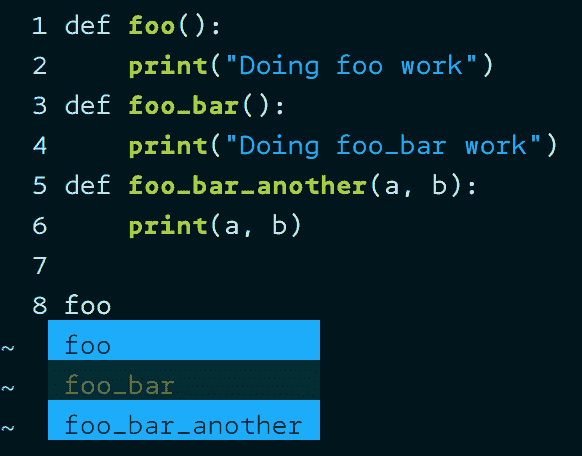 1 def foo():
2     print("Doing foo work")
3 def foo_bar():
4     print("Doing foo_bar work")
5 def foo_bar_another(a, b):
6     print(a, b)
7
8 foo
~   foo
~   foo_bar
~   foo_bar_another